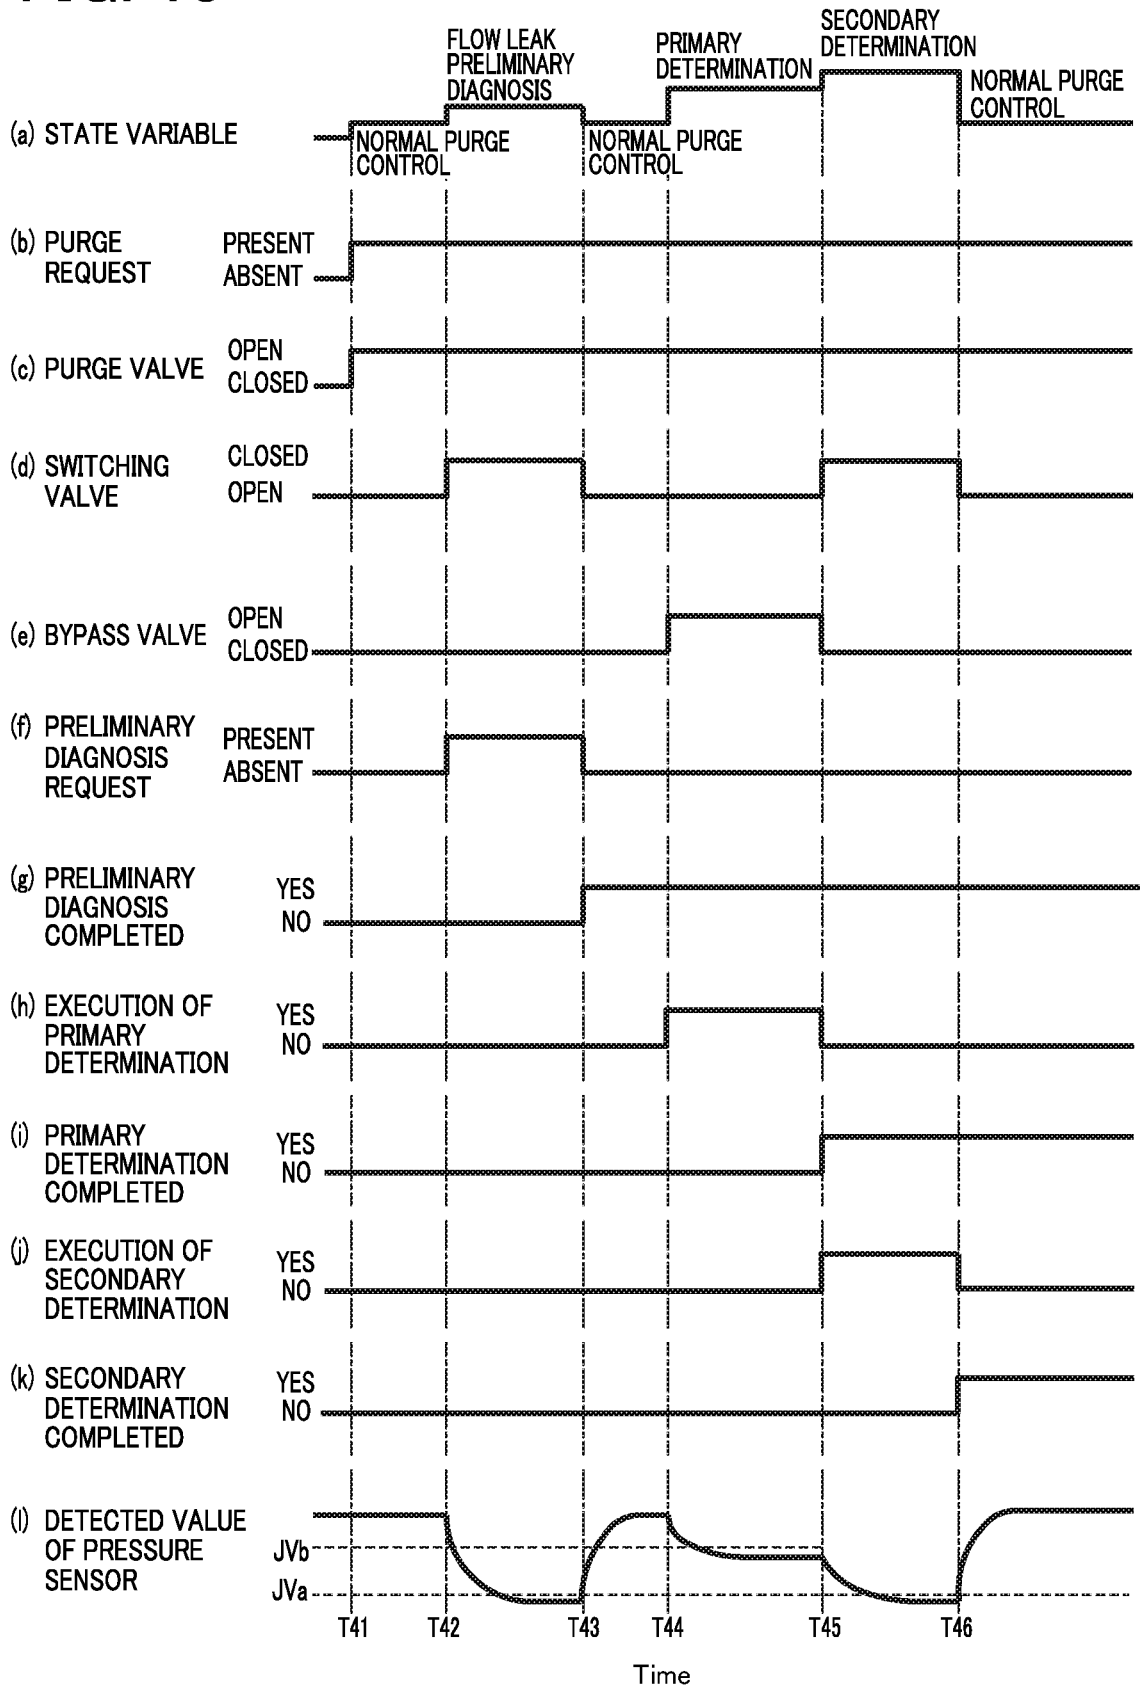 FLOW LEAK
PRELIMINARY
DIAGNOSIS
PRIMARY
DETERMINATION
SECONDARY
DETERMINATION
NORMAL PURGE
CONTROL
(a) STATE VARIABLE
NORMAL PURGE
CONTROL
NORMAL PURGE
CONTROL
(b) PURGE
REQUEST
PRESENT
ABSENT
(c) PURGE VALVE
OPEN
CLOSED
(d) SWITCHING
VALVE
CLOSED
OPEN
(e) BYPASS VALVE
OPEN
CLOSED
(f) PRELIMINARY
DIAGNOSIS
REQUEST
PRESENT
ABSENT
(g) PRELIMINARY
DIAGNOSIS
COMPLETED
YES
NO
(h) EXECUTION OF
PRIMARY
DETERMINATION
YES
NO
(i) PRIMARY
DETERMINATION
COMPLETED
YES
NO
(j) EXECUTION OF
SECONDARY
DETERMINATION
YES
NO
(k) SECONDARY
DETERMINATION
COMPLETED
YES
NO
(l) DETECTED VALUE
OF PRESSURE
SENSOR
JVb
JVa
T41 T42 T43 T44 T45 T46
Time